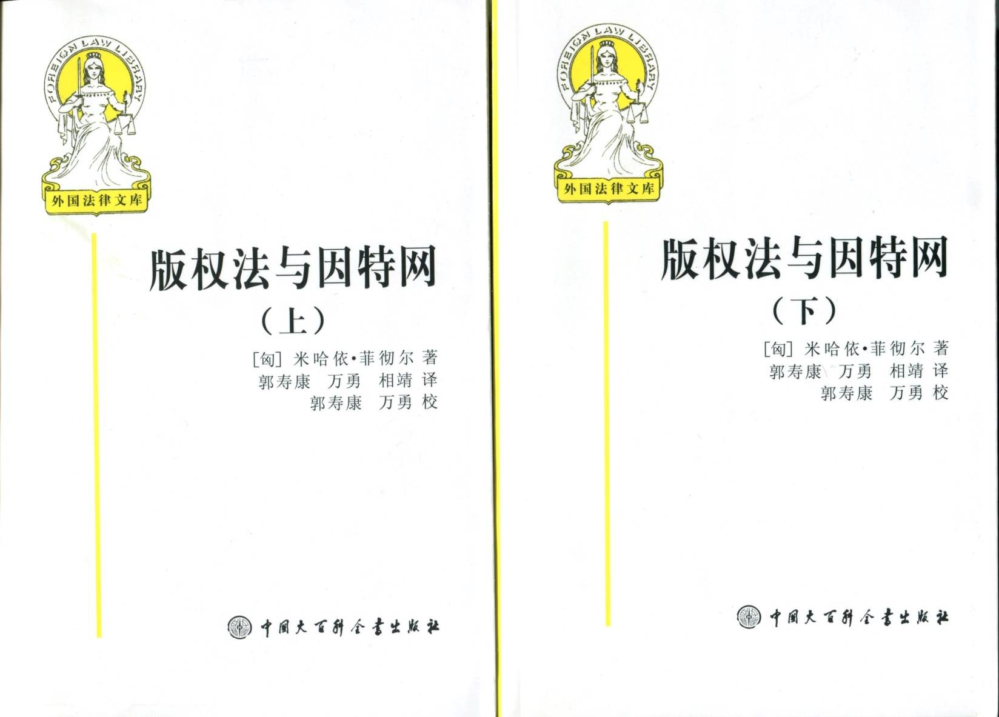 FOREIGN LAW LIBRARY
外国法律文库
版权法与因特网
（上）
[匈] 米哈依·菲彻尔 著
郭寿康 万勇 相靖 译
郭寿康 万勇 校
中国大百科全书出版社
FOREIGN LAW LIBRARY
外国法律文库
版权法与因特网
（下）
[匈] 米哈依·菲彻尔 著
郭寿康 万勇 相靖 译
郭寿康 万勇 校
中国大百科全书出版社